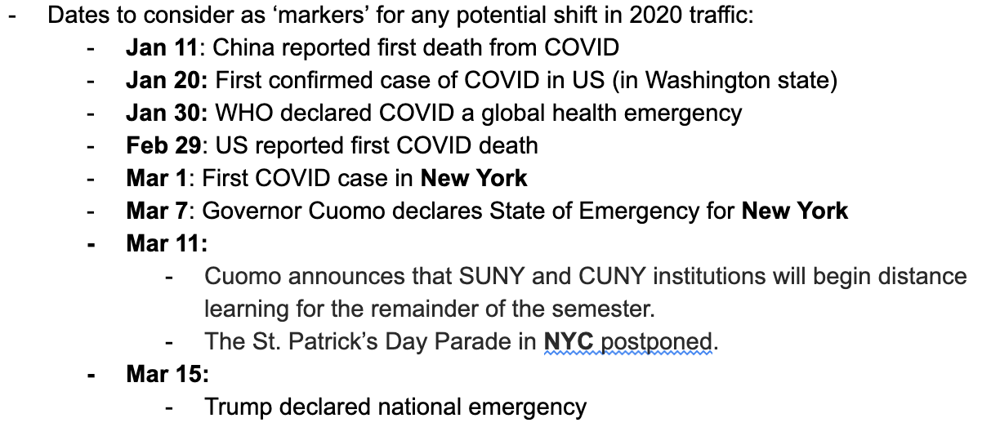 - Dates to consider as ‘markers’ for any potential shift in 2020 traffic:
- Jan 11: China reported first death from COVID
- Jan 20: First confirmed case of COVID in US (in Washington state)
- Jan 30: WHO declared COVID a global health emergency
- Feb 29: US reported first COVID death
- Mar 1: First COVID case in New York
- Mar 7: Governor Cuomo declares State of Emergency for New York
- Mar 11:
- Cuomo announces that SUNY and CUNY institutions will begin distance
learning for the remainder of the semester.
- The St. Patrick’s Day Parade in NYC postponed.
- Mar 15:
- Trump declared national emergency